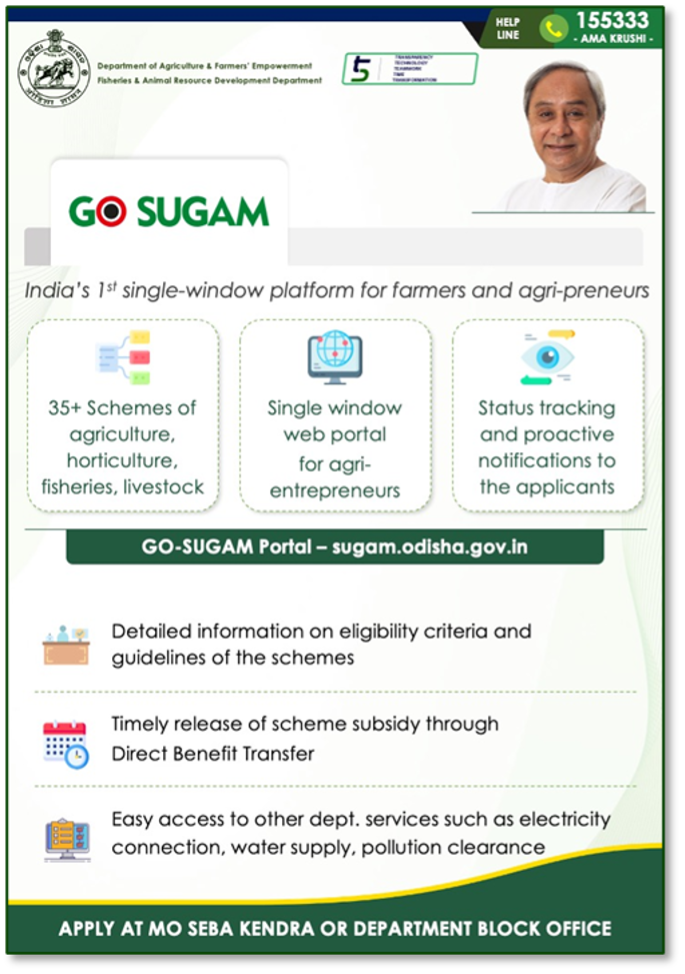 HELP
LINE
155333
- AMA KRUSHI -
Department of Agriculture & Farmers' Empowerment
Fisheries & Animal Resource Development Department
5
TRANSPARENCY
TECHNOLOGY
TEAMWORK
TIME
TRANSFORMATION
GO SUGAM
India's 1st single-window platform for farmers and agri-preneurs
35+ Schemes of
agriculture,
horticulture,
fisheries, livestock
Single window
web portal
for agri-
entrepreneurs
Status tracking
and proactive
notifications to
the applicants
GO-SUGAM Portal – sugam.odisha.gov.in
Detailed information on eligibility criteria and
guidelines of the schemes
Timely release of scheme subsidy through
Direct Benefit Transfer
Easy access to other dept. services such as electricity
connection, water supply, pollution clearance
APPLY AT MO SEBA KENDRA OR DEPARTMENT BLOCK OFFICE